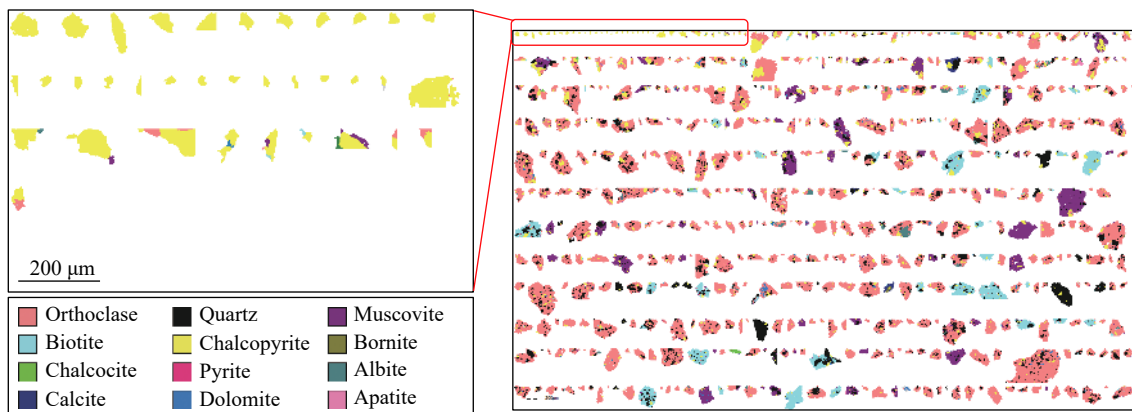 200 μm
Orthoclase Quartz Muscovite
Biotite Chalcopyrite Bornite
Chalcocite Pyrite Albite
Calcite Dolomite Apatite